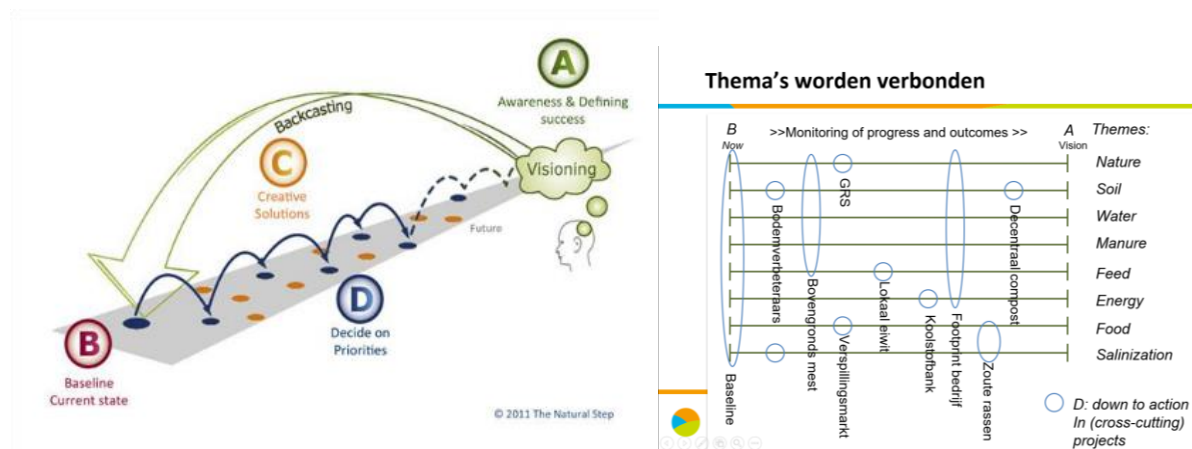 A
Awareness & Defining
success
Backcasting
C
Creative
Solutions
Visioning
Future
D
Decide on
Priorities
B
Baseline
Current state
© 2011 The Natural Step
Thema's worden verbonden
B
Now
>>Monitoring of progress and outcomes >>
A
Vision
Themes:
Nature
Soil
Water
Manure
Feed
Energy
Food
Salinization
Baseline
Bodemverbeteraars
Bovengronds mest
GRS
Verspillingsmarkt
Lokaal eiwit
Koolstofbank
Footprint bedrijf
Zoute rassen
Decentraal compost
D: down to action
In (cross-cutting)
projects